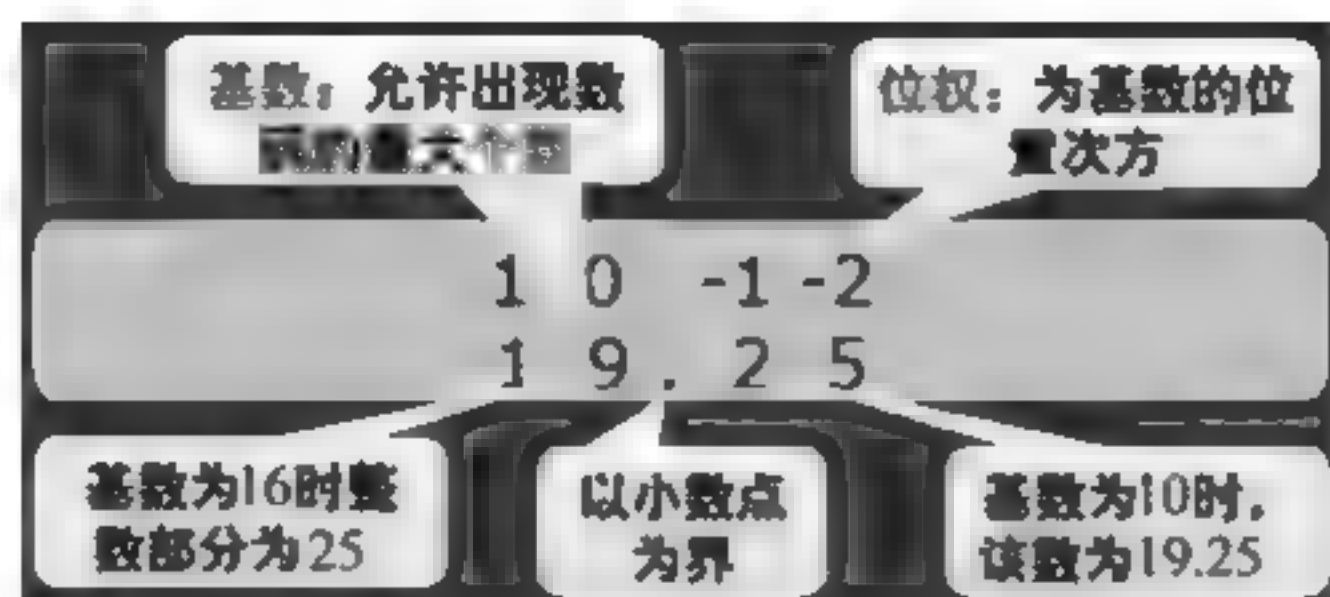 基数：允许出现数
位权：为基数的位
置次方
1 0 -1 -2
1 9 . 2 5
基数为16时整
数部分为25
以小数点
为界
基数为10时，
该数为19.25